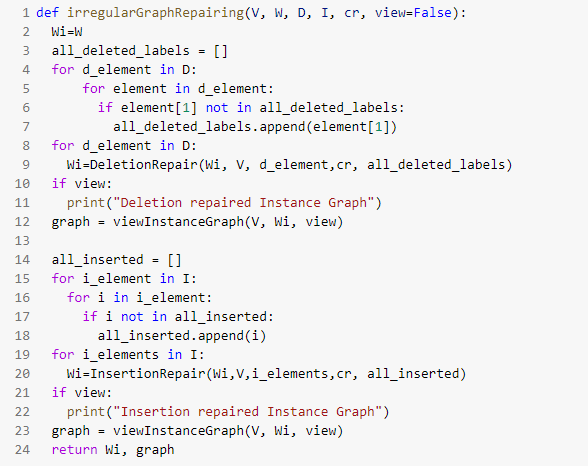 1 def irregularGraphRepairing(V, W, D, I, cr, view=False):
2   Wi=W
3   all_deleted_labels = []
4   for d_element in D:
5       for element in d_element:
6         if element[1] not in all_deleted_labels:
7           all_deleted_labels.append(element[1])
8   for d_element in D:
9     Wi=DeletionRepair(Wi, V, d_element,cr, all_deleted_labels)
10   if view:
11     print("Deletion repaired Instance Graph")
12   graph = viewInstanceGraph(V, Wi, view)
13
14   all_inserted = []
15   for i_element in I:
16     for i in i_element:
17       if i not in all_inserted:
18         all_inserted.append(i)
19   for i_elements in I:
20     Wi=InsertionRepair(Wi,V,i_elements,cr, all_inserted)
21   if view:
22     print("Insertion repaired Instance Graph")
23   graph = viewInstanceGraph(V, Wi, view)
24   return Wi, graph